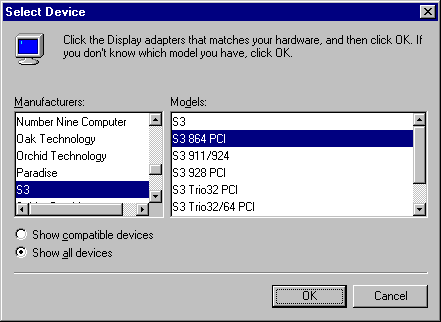 Select Device
Click the Display adapters that matches your hardware, and then click OK. If
you don't know which model you have, click OK.
Manufacturers:
Number Nine Computer
Oak Technology
Orchid Technology
Paradise
S3
Models:
S3
S3 864 PCI
S3 911/924
S3 928 PCI
S3 Trio32 PCI
S3 Trio32/64 PCI
Show compatible devices
Show all devices
OK
Cancel